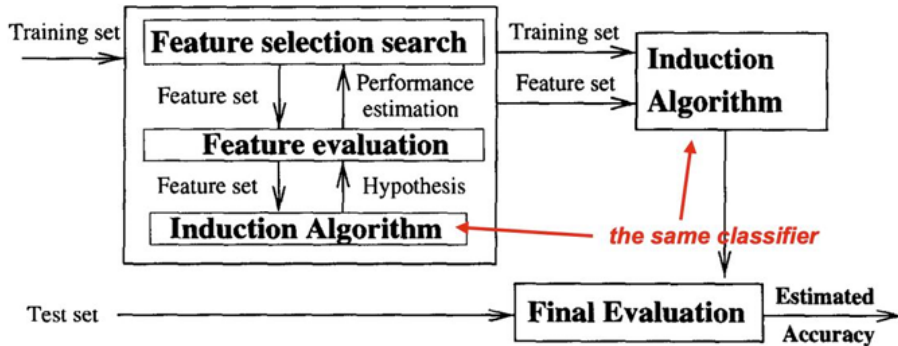 Training set
Feature selection search
Training set
Feature set
Performance
estimation
Feature set
Induction
Algorithm
Feature evaluation
Feature set
Hypothesis
Induction Algorithm
the same classifier
Test set
Final Evaluation
Estimated
Accuracy